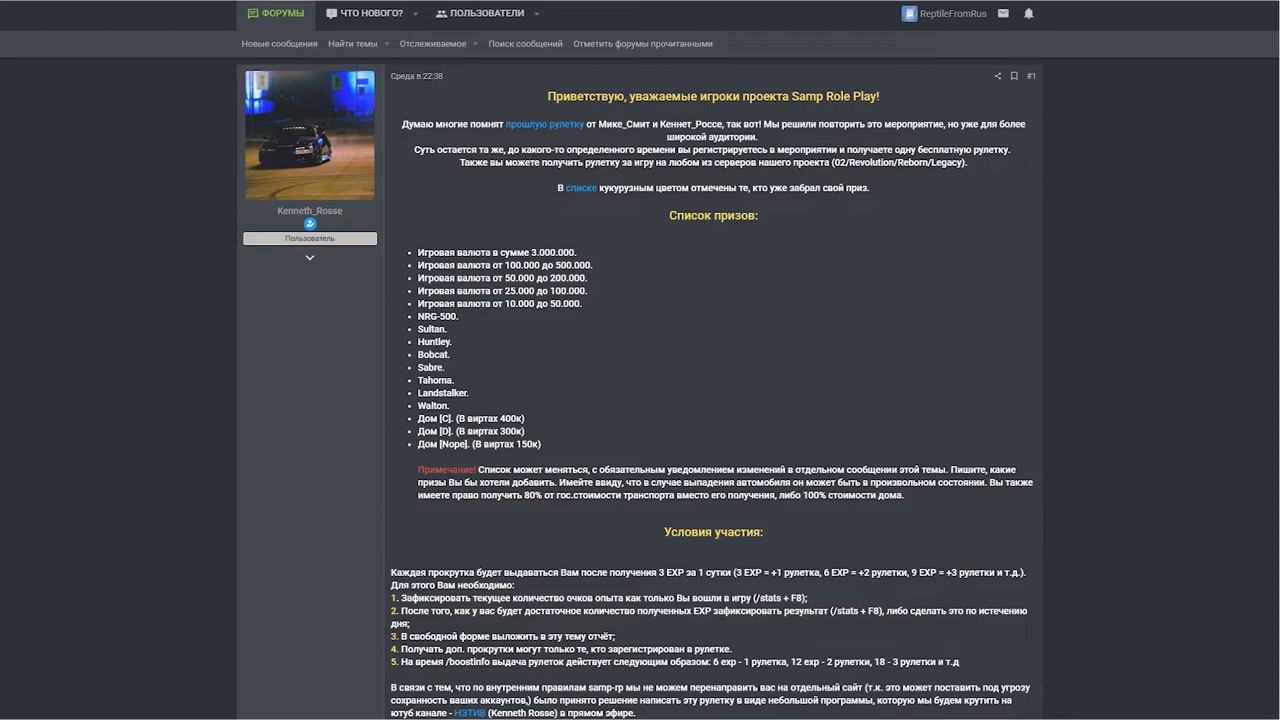 ФОРУМЫ
ЧТО НОВОГО?
ПОЛЬЗОВАТЕЛИ
ReptileFromRus
Новые сообщения
Найти темы
Отслеживаемое
Поиск сообщений
Отметить форумы прочитанными
Kenneth_Rosse
Пользователь
Среда в 22:38
#1
Приветствую, уважаемые игроки проекта Samp Role Play!
Думаю многие помнят прошлую рулетку от Мике_Смит и Кеннет_Россе, так вот! Мы решили повторить это мероприятие, но уже для более
широкой аудитории.
Суть остается та же, до какого-то определенного времени вы регистрируетесь в мероприятии и получаете одну бесплатную рулетку.
Также вы можете получить рулетку за игру на любом из серверов нашего проекта (02/Revolution/Reborn/Legacy).
В списке кукурузным цветом отмечены те, кто уже забрал свой приз.
Список призов:
• Игровая валюта в сумме 3.000.000.
• Игровая валюта от 100.000 до 500.000.
• Игровая валюта от 50.000 до 200.000.
• Игровая валюта от 25.000 до 100.000.
• Игровая валюта от 10.000 до 50.000.
• NRG-500.
• Sultan.
• Huntley.
• Bobcat.
• Sabre.
• Tahoma.
• Landstalker.
• Walton.
• Дом [C]. (В виртах 400к)
• Дом [D]. (В виртах 300к)
• Дом [Nope]. (В виртах 150к)
Примечание! Список может меняться, с обязательным уведомлением изменений в отдельном сообщении этой темы. Пишите, какие
призы Вы бы хотели добавить. Имейте ввиду, что в случае выпадения автомобиля он может быть в произвольном состоянии. Вы также
имеете право получить 80% от гос.стоимости транспорта вместо его получения, либо 100% стоимости дома.
Условия участия:
Каждая прокрутка будет выдаваться Вам после получения 3 EXP за 1 сутки (3 EXP = +1 рулетка, 6 EXP = +2 рулетки, 9 EXP = +3 рулетки и т.д.).
Для этого Вам необходимо:
1. Зафиксировать текущее количество очков опыта как только Вы вошли в игру (/stats + F8);
2. После того, как у вас будет достаточное количество полученных EXP зафиксировать результат (/stats + F8), либо сделать это по истечению
дня;
3. В свободной форме выложить в эту тему отчёт;
4. Получать доп. прокрутки могут только те, кто зарегистрирован в рулетке.
5. На время /boostinfo выдача рулеток действует следующим образом: 6 exp - 1 рулетка, 12 exp - 2 рулетки, 18 - 3 рулетки и т.д
В связи с тем, что по внутренним правилам samp-rp мы не можем перенаправить вас на отдельный сайт (т.к. это может поставить под угрозу
сохранность ваших аккаунтов,) было принято решение написать эту рулетку в виде небольшой программы, которую мы будем крутить на
ютуб канале - НЭТИВ (Kenneth Rosse) в прямом эфире.